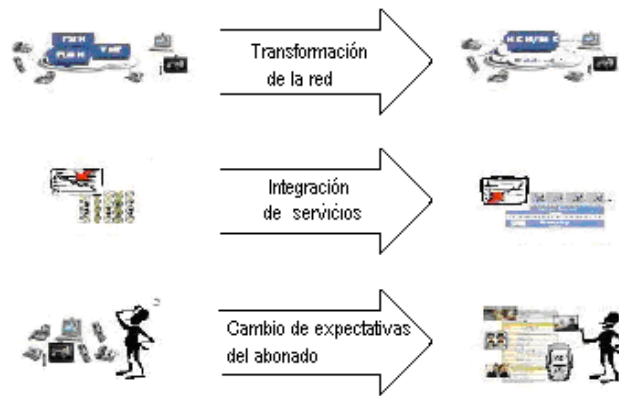 Transformación
de la red
Integración
de servicios
Cambio de expectativas
del abonado